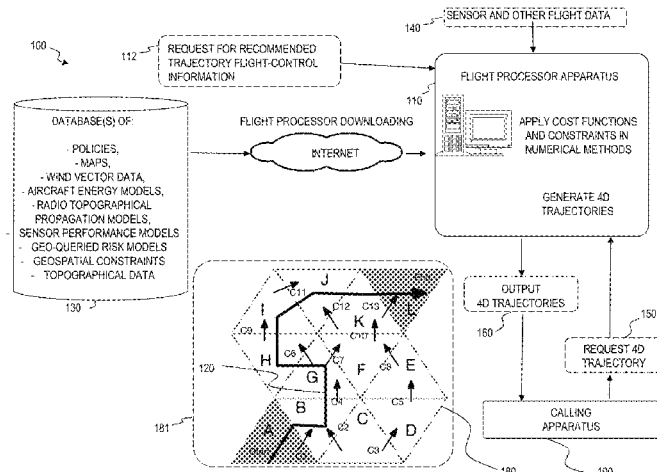 100
112
REQUEST FOR RECOMMENDED
TRAJECTORY FLIGHT-CONTROL
INFORMATION
140
SENSOR AND OTHER FLIGHT DATA
110
FLIGHT PROCESSOR APPARATUS
APPLY COST FUNCTIONS
AND CONSTRAINTS IN
NUMERICAL METHODS
GENERATE 4D
TRAJECTORIES
DATABASE(S) OF:
- POLICIES,
- MAPS,
- WIND VECTOR DATA,
- AIRCRAFT ENERGY MODELS,
- RADIO TOPOGRAPHICAL
PROPAGATION MODELS,
- SENSOR PERFORMANCE MODELS
- GEO-QUERIED RISK MODELS
- GEOSPATIAL CONSTRAINTS
- TOPOGRAPHICAL DATA
130
FLIGHT PROCESSOR DOWNLOADING
INTERNET
OUTPUT
4D TRAJECTORIES
160
150
REQUEST 4D
TRAJECTORY
CALLING
APPARATUS
190
181
120
180
J
C11
I
C12
C13
K
L
C9
H
C6
C7
F
C8
E
G
B
C4
C5
A
C2
C
C3
D